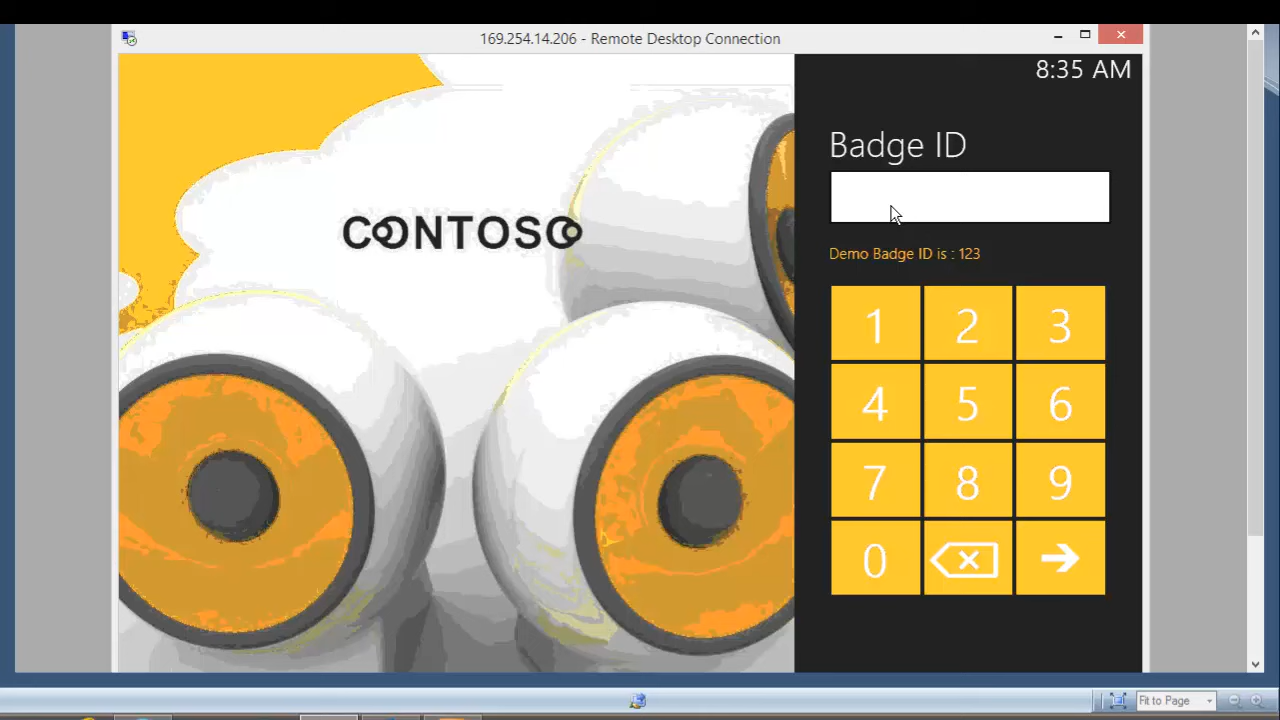 169.254.14.206 - Remote Desktop Connection
8:35 AM
CONTOSO
Badge ID
Demo Badge ID is : 123
1 2 3
4 5 6
7 8 9
0
Fit to Page